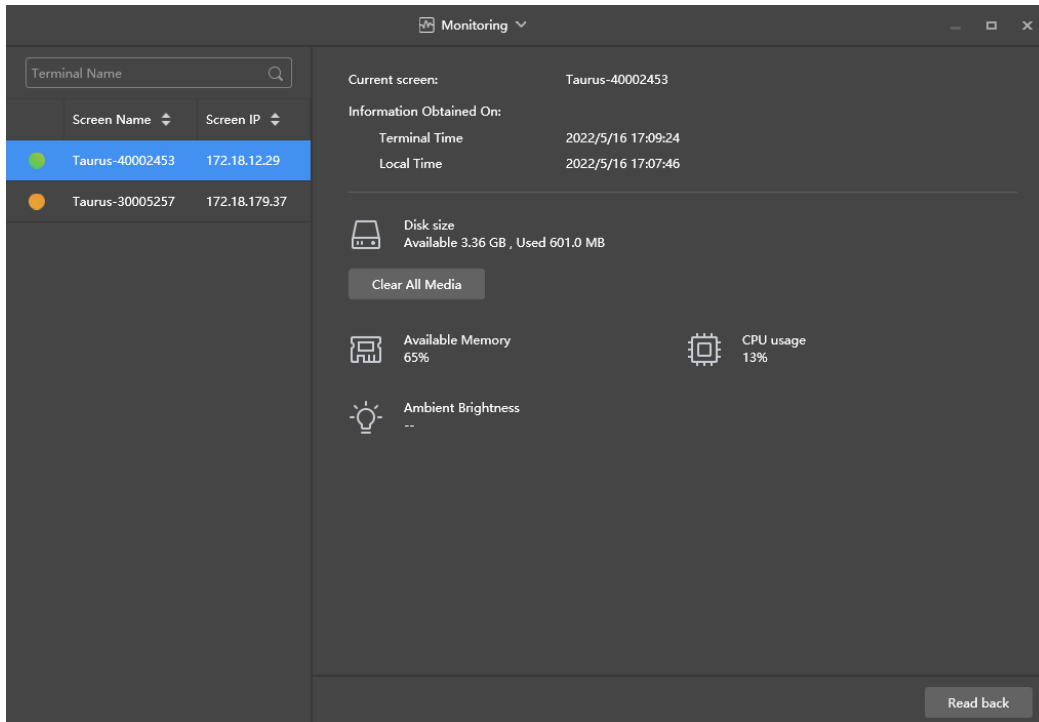 Monitoring
Terminal Name
Screen Name Screen IP
Taurus-40002453 172.18.12.29
Taurus-30005257 172.18.179.37
Current screen: Taurus-40002453
Information Obtained On:
Terminal Time 2022/5/16 17:09:24
Local Time 2022/5/16 17:07:46
Disk size
Available 3.36 GB , Used 601.0 MB
Clear All Media
Available Memory
65%
CPU usage
13%
Ambient Brightness
--
Read back